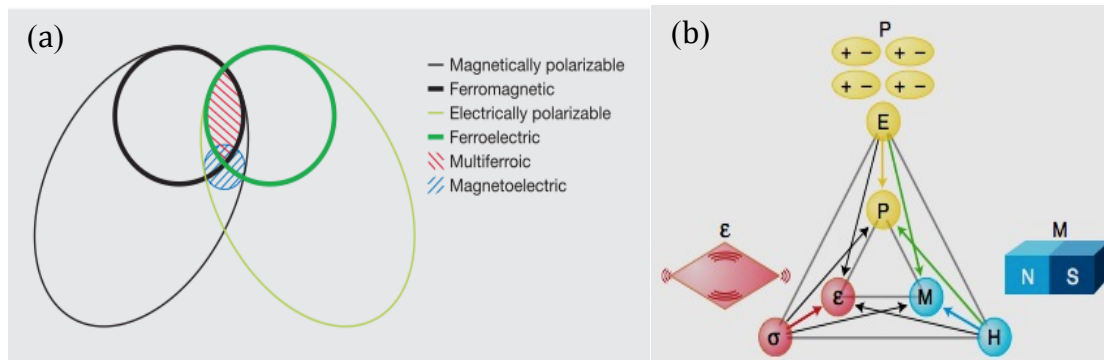 (a)
Magnetically polarizable
Ferromagnetic
Electrically polarizable
Ferroelectric
Multiferroic
Magnetoelectric
(b)
P
+ − + −
+ − + −
E
P
ε
M
N S
ε M
σ H